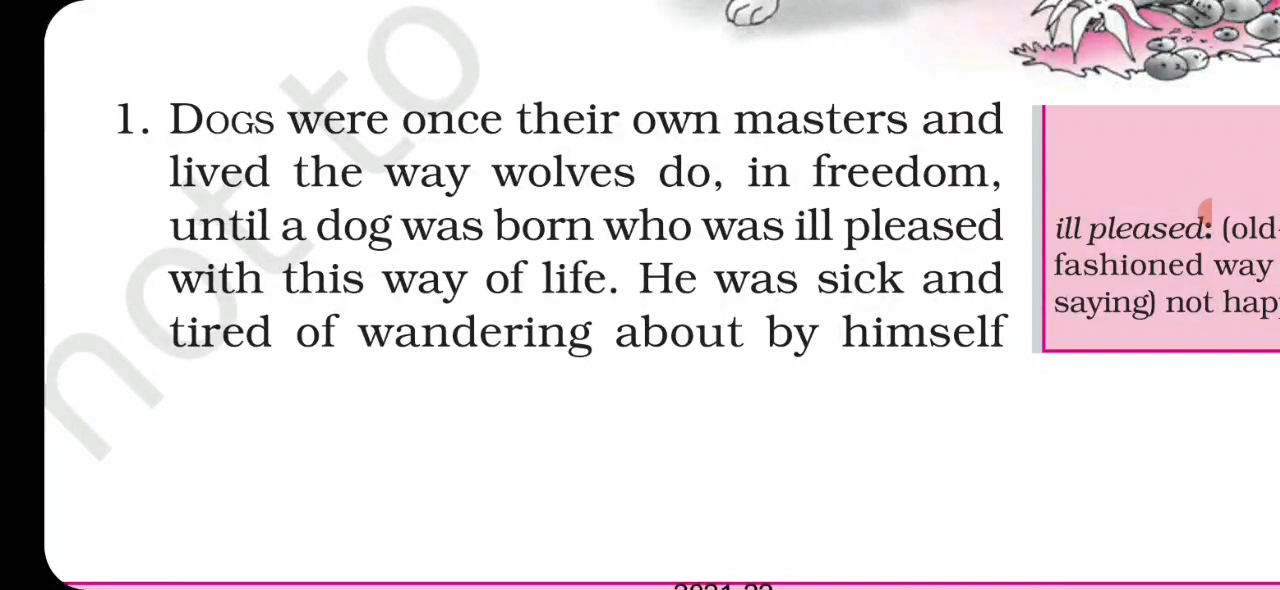 1. DOGS were once their own masters and
lived the way wolves do, in freedom,
until a dog was born who was ill pleased
with this way of life. He was sick and
tired of wandering about by himself
ill pleased: (old-
fashioned way
saying) not hap
not to